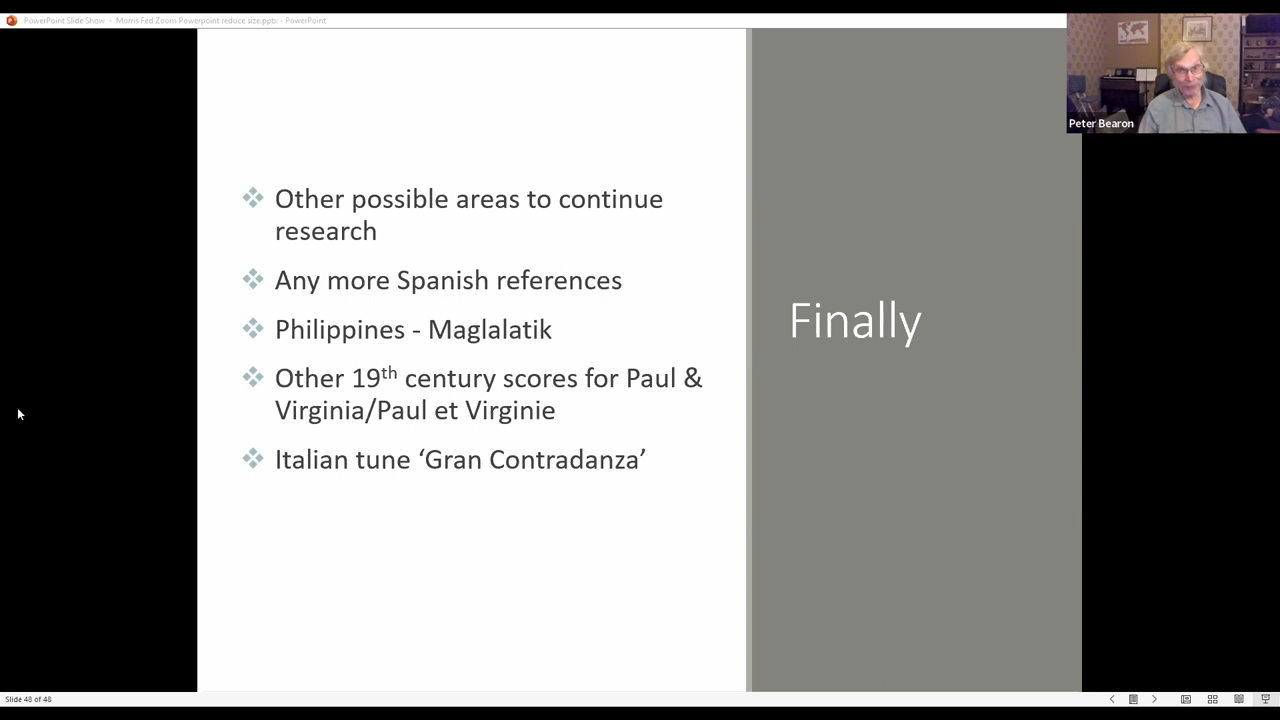 PowerPoint Slide Show - Morris Fed Zoom Powerpoint reduce size.pptx - PowerPoint
Peter Bearon
Other possible areas to continue
research
Any more Spanish references
Philippines - Maglalatik
Other 19th century scores for Paul &
Virginia/Paul et Virginie
Italian tune ‘Gran Contradanza’
Finally
Slide 48 of 48